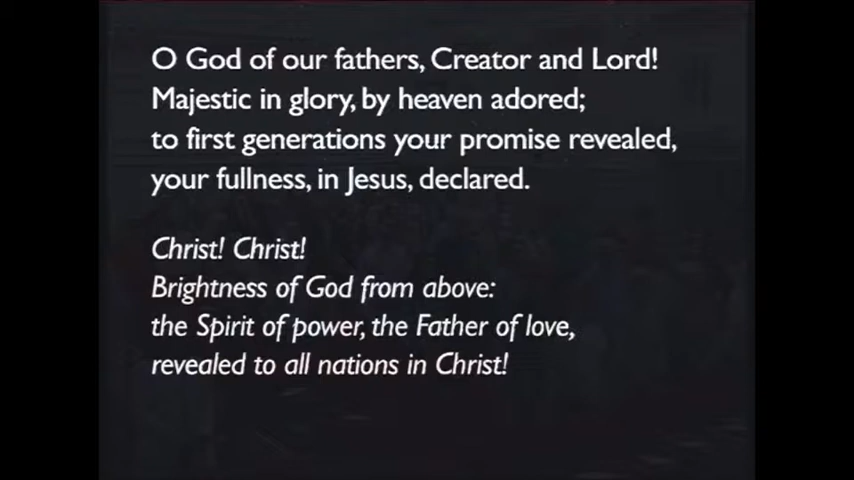 O God of our fathers, Creator and Lord!
Majestic in glory, by heaven adored;
to first generations your promise revealed,
your fullness, in Jesus, declared.
Christ! Christ!
Brightness of God from above:
the Spirit of power, the Father of love,
revealed to all nations in Christ!